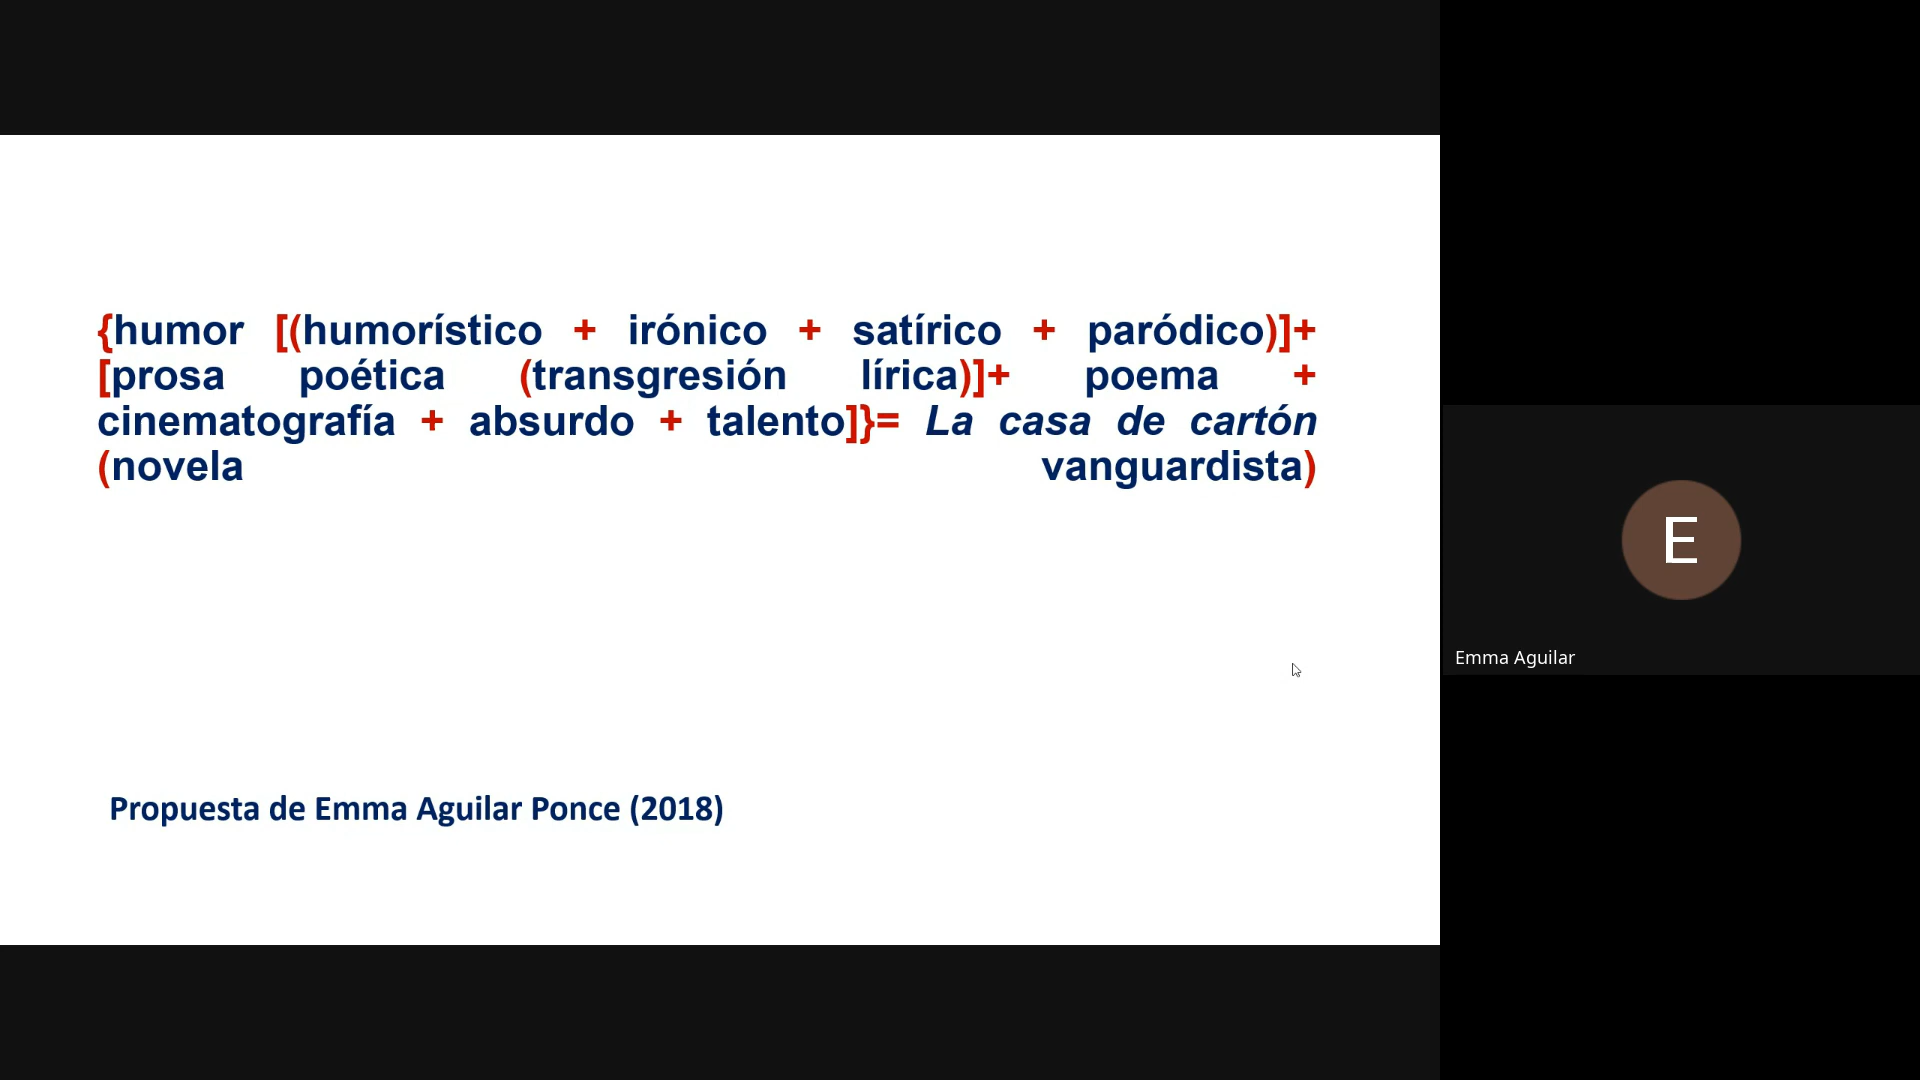 {humor [(humorístico + irónico + satírico + paródico)]+
[prosa poética (transgresión lírica)]+ poema +
cinematografía + absurdo + talento]}= La casa de cartón
(novela vanguardista)
Propuesta de Emma Aguilar Ponce (2018)
E
Emma Aguilar